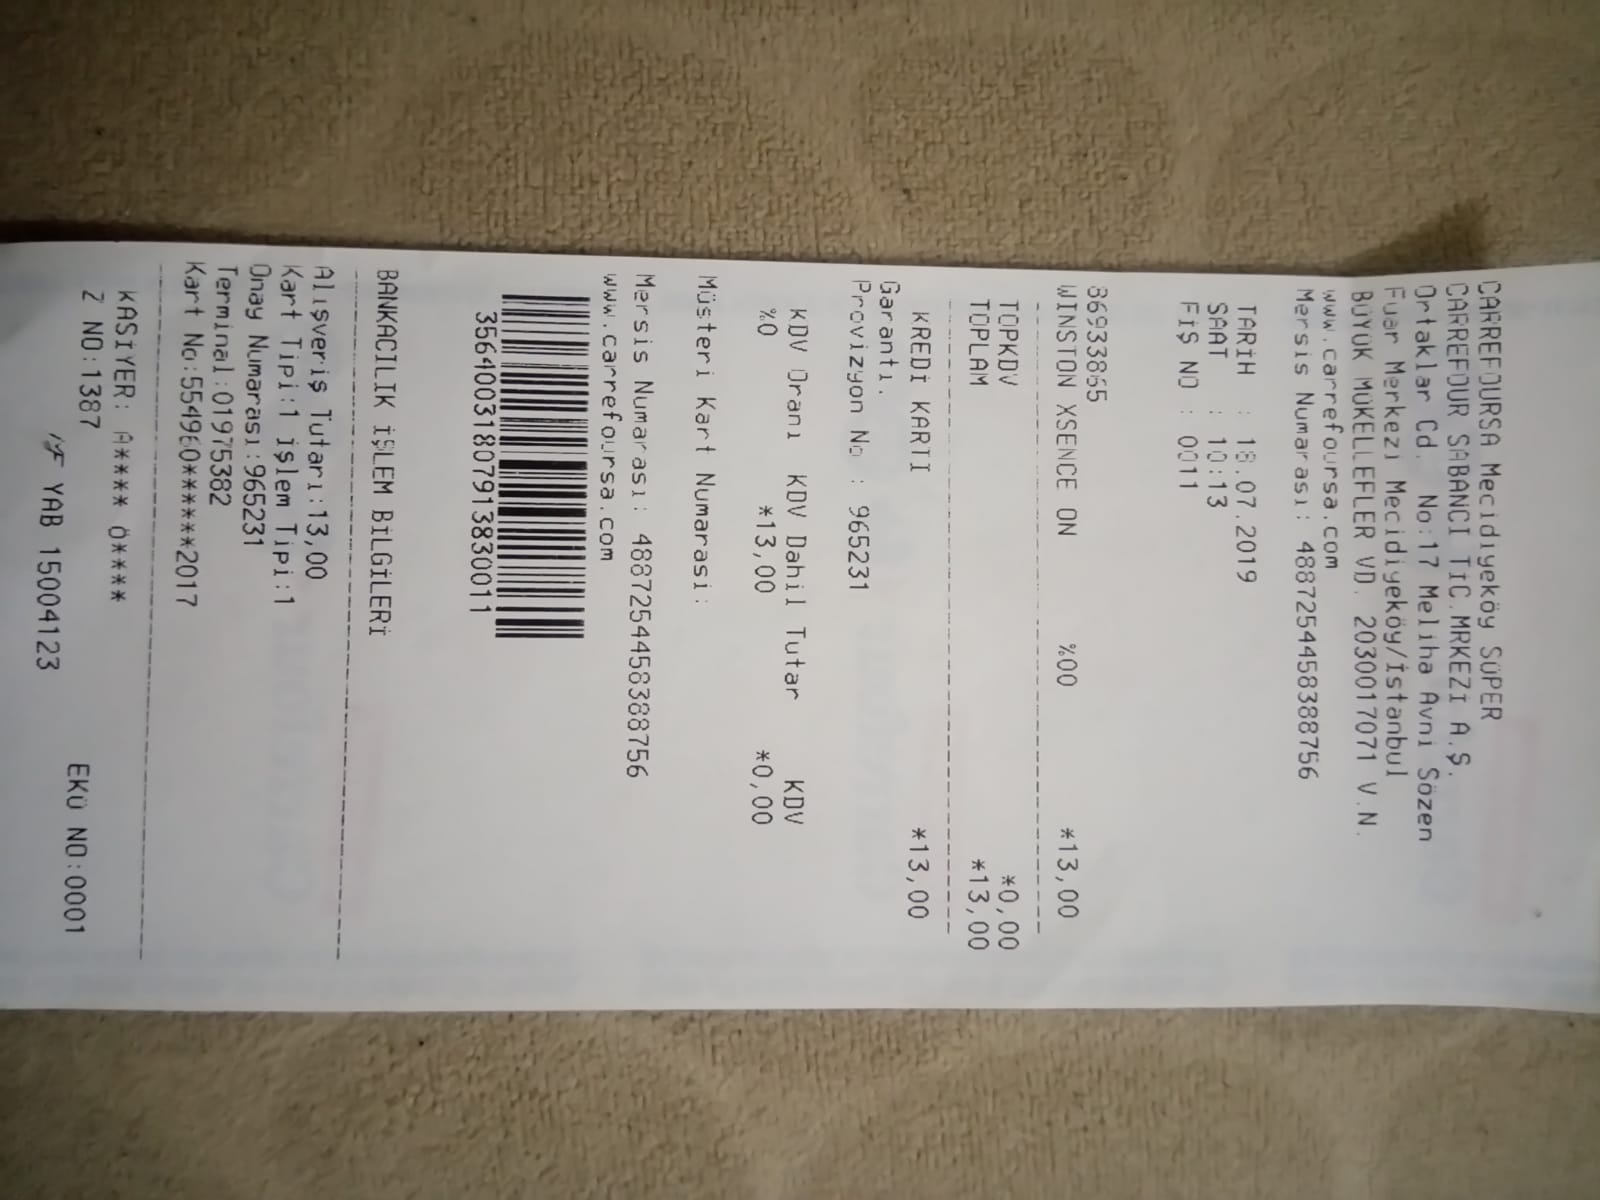 CARREFOURSA Mecidiyeköy SÜPER
CARREFOUR SABANCI TİC.MRKEZİ A.Ş.
Ortaklar Cd. No:17 Meliha Avni Sözen
Fuar Merkezi Mecidiyeköy/İstanbul
BÜYÜK MÜKELLEFLER VD. 2030017071 V.N.
www.carrefoursa.com
Mersis Numarası: 4887254458388756
TARİH : 18.07.2019
SAAT : 10:13
FİŞ NO : 0011
86933865
WINSTON XSENCE ON %00 *13,00
TOPKDV *0,00
TOPLAM *13,00
KREDİ KARTI *13,00
Garanti.
Provizyon No : 965231
KDV Oranı KDV Dahil Tutar KDV
%0 *13,00 *0,00
Müsteri Kart Numarasi:
Mersis Numarası: 4887254458388756
www.carrefoursa.com
35640031807913830011
BANKACILIK İŞLEM BİLGİLERİ
Alışveriş Tutarı:13,00
Kart Tipi:1 işlem Tipi:1
Onay Numarası:965231
Terminal:01975382
Kart No:554960******2017
KASİYER: A**** Ö****
Z NO:1387
EKÜ NO:0001
MF YAB 15004123